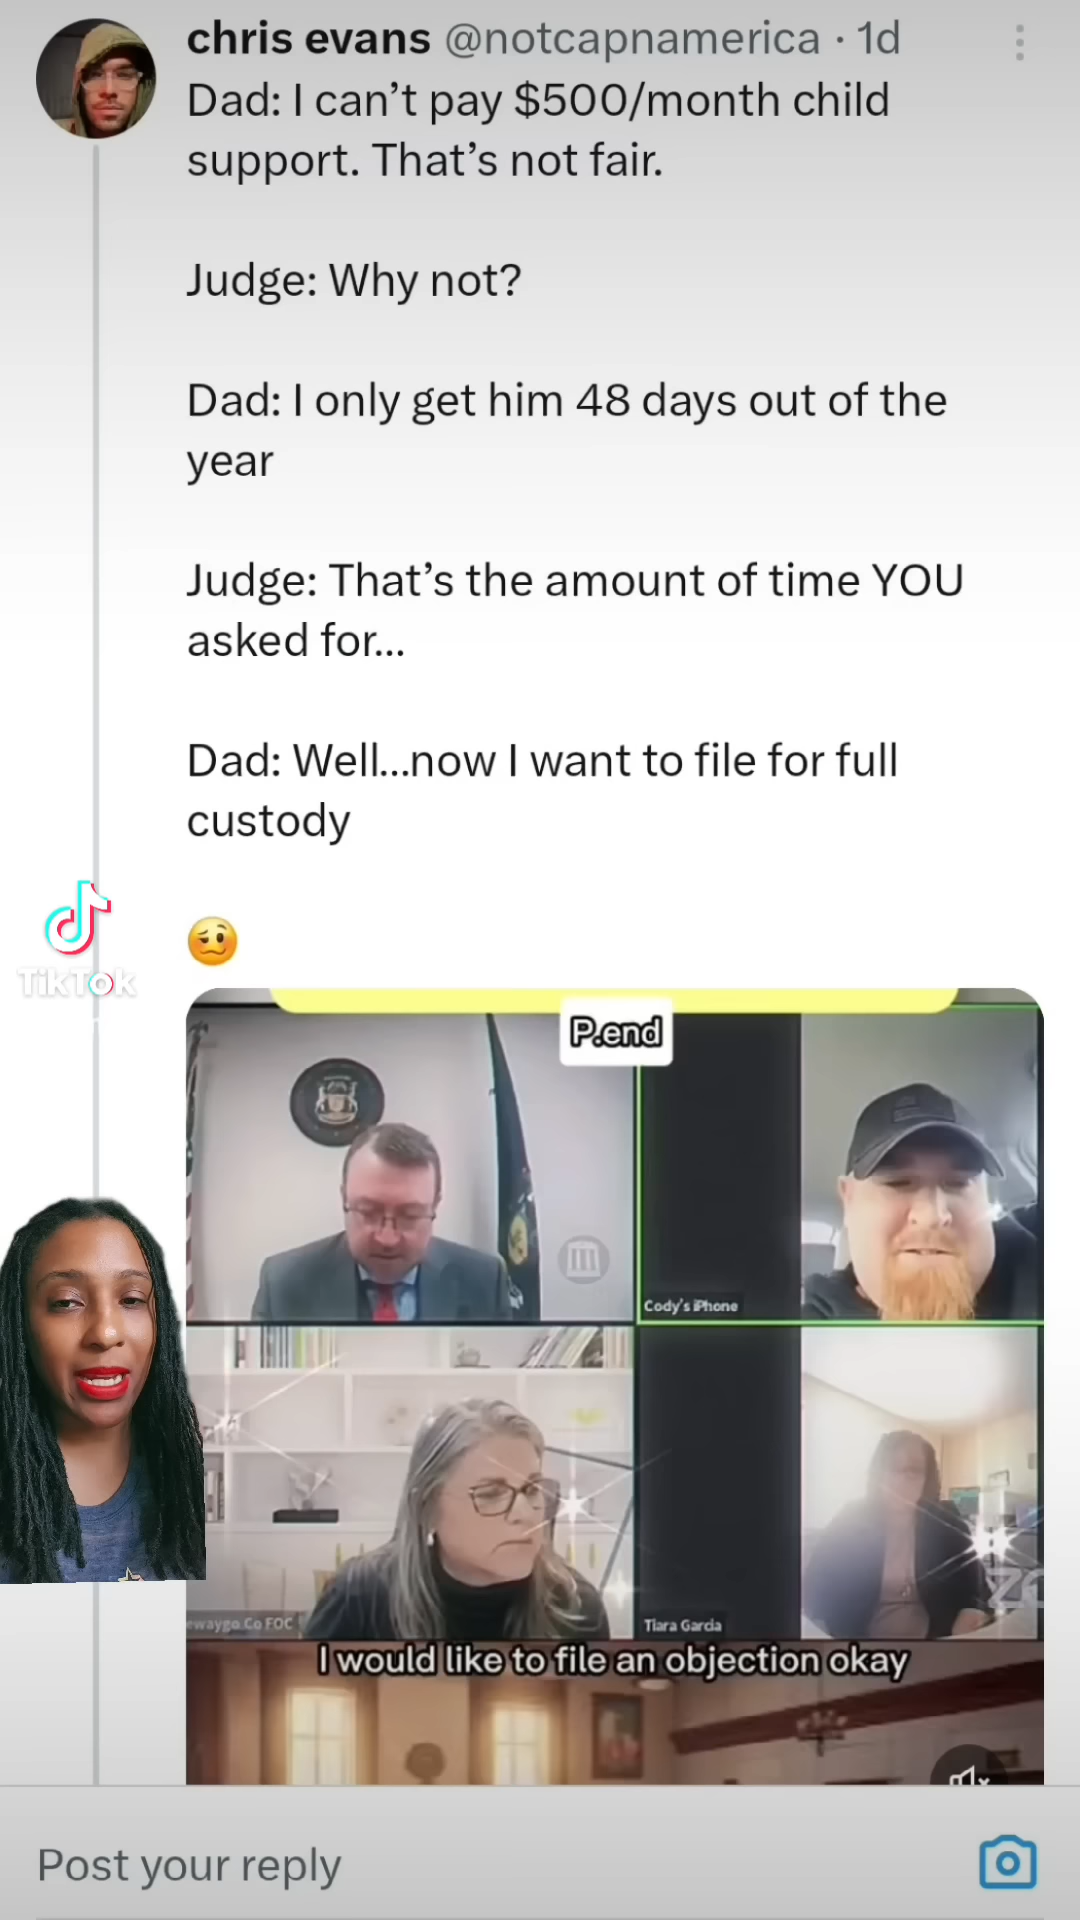 chris evans @notcapnamerica · 1d
Dad: I can’t pay $500/month child
support. That’s not fair.
Judge: Why not?
Dad: I only get him 48 days out of the
year
Judge: That’s the amount of time YOU
asked for...
Dad: Well...now I want to file for full
custody
TikTok
P.end
Cody's iPhone
ewaygo Co FOC
Tiara Garcia
I would like to file an objection okay
Post your reply